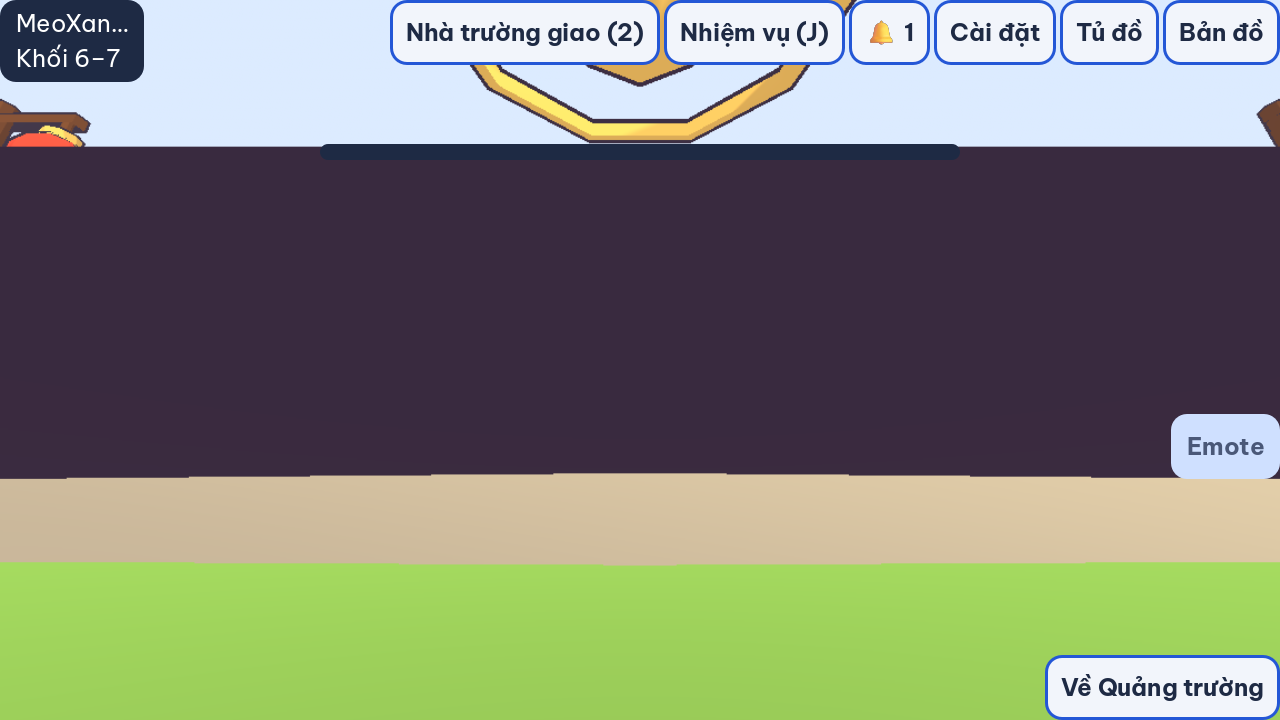 MeoXan...
Khối 6–7
Nhà trường giao (2)
Nhiệm vụ (J)
🔔 1
Cài đặt
Tủ đồ
Bản đồ
Emote
Về Quảng trường